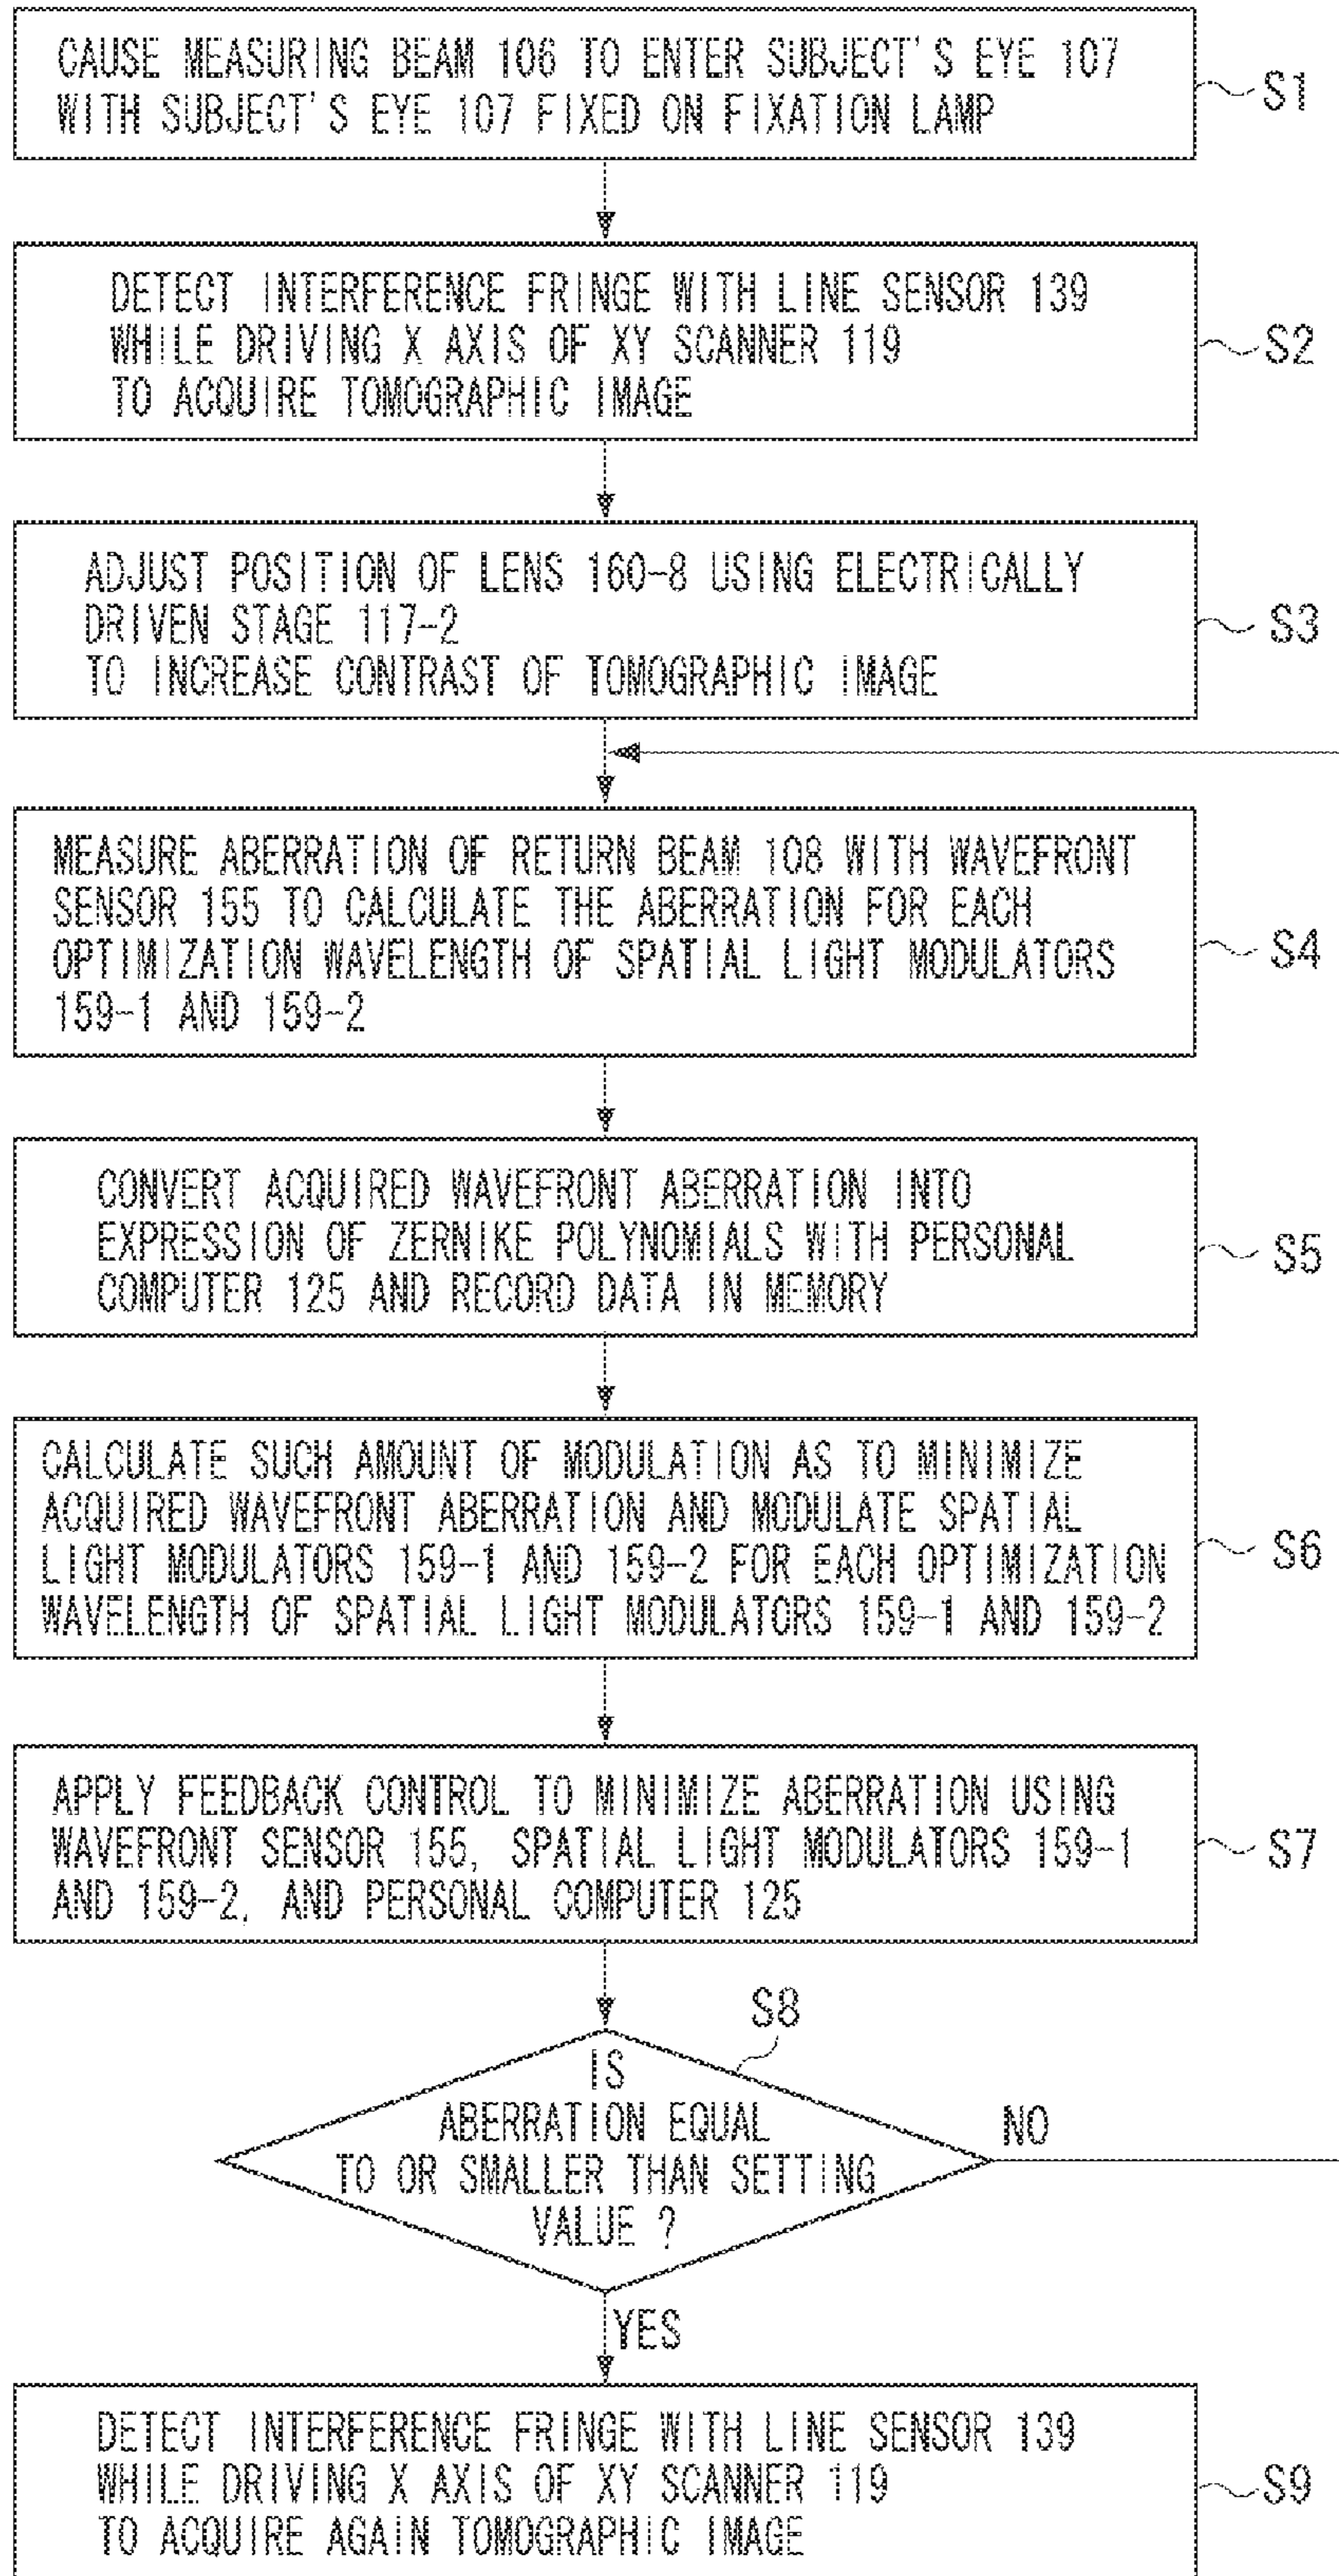 CAUSE MEASURING BEAM 106 TO ENTER SUBJECT'S EYE 107
WITH SUBJECT'S EYE 107 FIXED ON FIXATION LAMP
S1
DETECT INTERFERENCE FRINGE WITH LINE SENSOR 139
WHILE DRIVING X AXIS OF XY SCANNER 119
TO ACQUIRE TOMOGRAPHIC IMAGE
S2
ADJUST POSITION OF LENS 160-8 USING ELECTRICALLY
DRIVEN STAGE 117-2
TO INCREASE CONTRAST OF TOMOGRAPHIC IMAGE
S3
MEASURE ABERRATION OF RETURN BEAM 108 WITH WAVEFRONT
SENSOR 155 TO CALCULATE THE ABERRATION FOR EACH
OPTIMIZATION WAVELENGTH OF SPATIAL LIGHT MODULATORS
159-1 AND 159-2
S4
CONVERT ACQUIRED WAVEFRONT ABERRATION INTO
EXPRESSION OF ZERNIKE POLYNOMIALS WITH PERSONAL
COMPUTER 125 AND RECORD DATA IN MEMORY
S5
CALCULATE SUCH AMOUNT OF MODULATION AS TO MINIMIZE
ACQUIRED WAVEFRONT ABERRATION AND MODULATE SPATIAL
LIGHT MODULATORS 159-1 AND 159-2 FOR EACH OPTIMIZATION
WAVELENGTH OF SPATIAL LIGHT MODULATORS 159-1 AND 159-2
S6
APPLY FEEDBACK CONTROL TO MINIMIZE ABERRATION USING
WAVEFRONT SENSOR 155, SPATIAL LIGHT MODULATORS 159-1
AND 159-2, AND PERSONAL COMPUTER 125
S7
S8
IS
ABERRATION EQUAL
TO OR SMALLER THAN SETTING
VALUE ?
NO
YES
DETECT INTERFERENCE FRINGE WITH LINE SENSOR 139
WHILE DRIVING X AXIS OF XY SCANNER 119
TO ACQUIRE AGAIN TOMOGRAPHIC IMAGE
S9